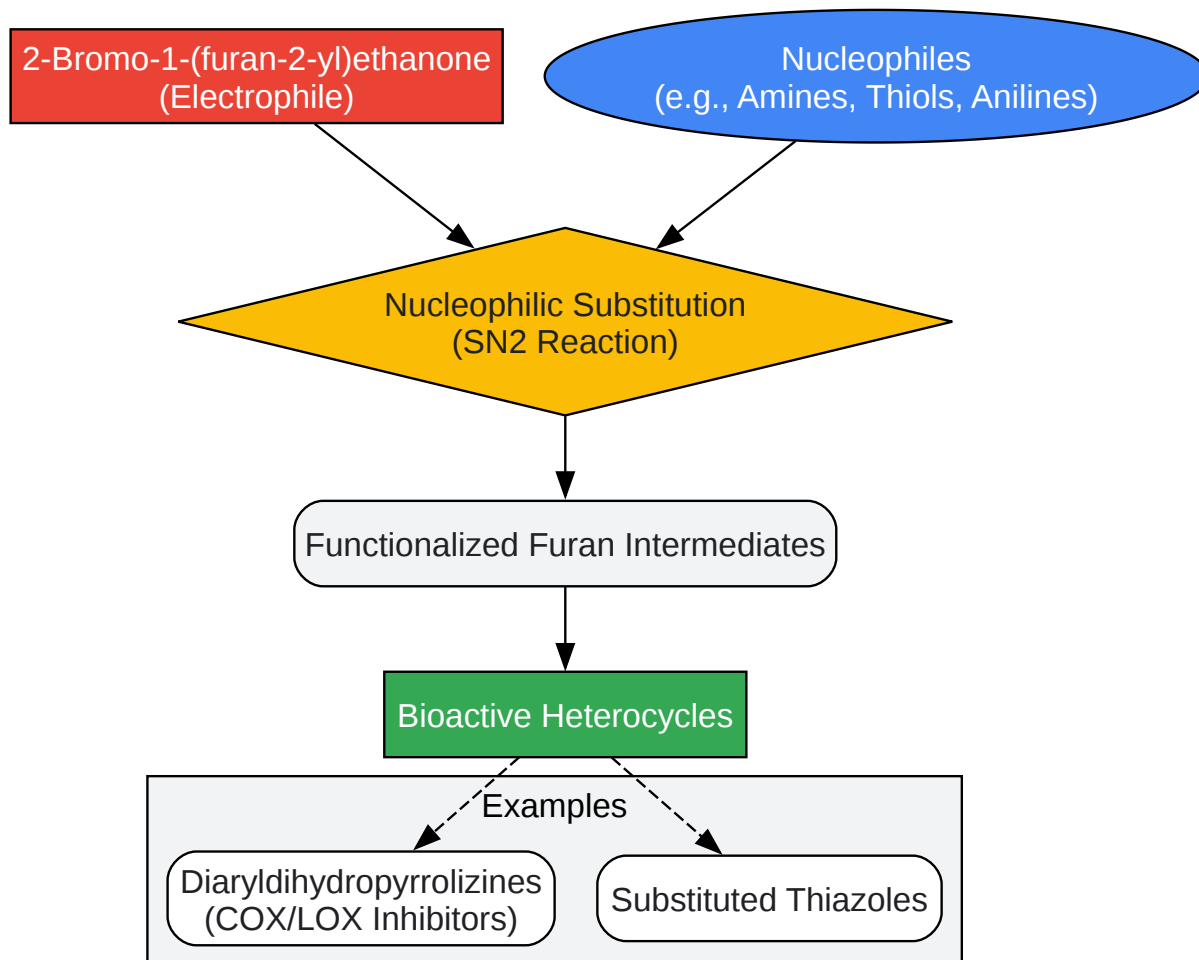 2-Bromo-1-(furan-2-yl)ethanone
(Electrophile)
Nucleophiles
(e.g., Amines, Thiols, Anilines)
Nucleophilic Substitution
(SN2 Reaction)
Functionalized Furan Intermediates
Bioactive Heterocycles
Examples
Diaryldihydropyrrolizines
(COX/LOX Inhibitors)
Substituted Thiazoles